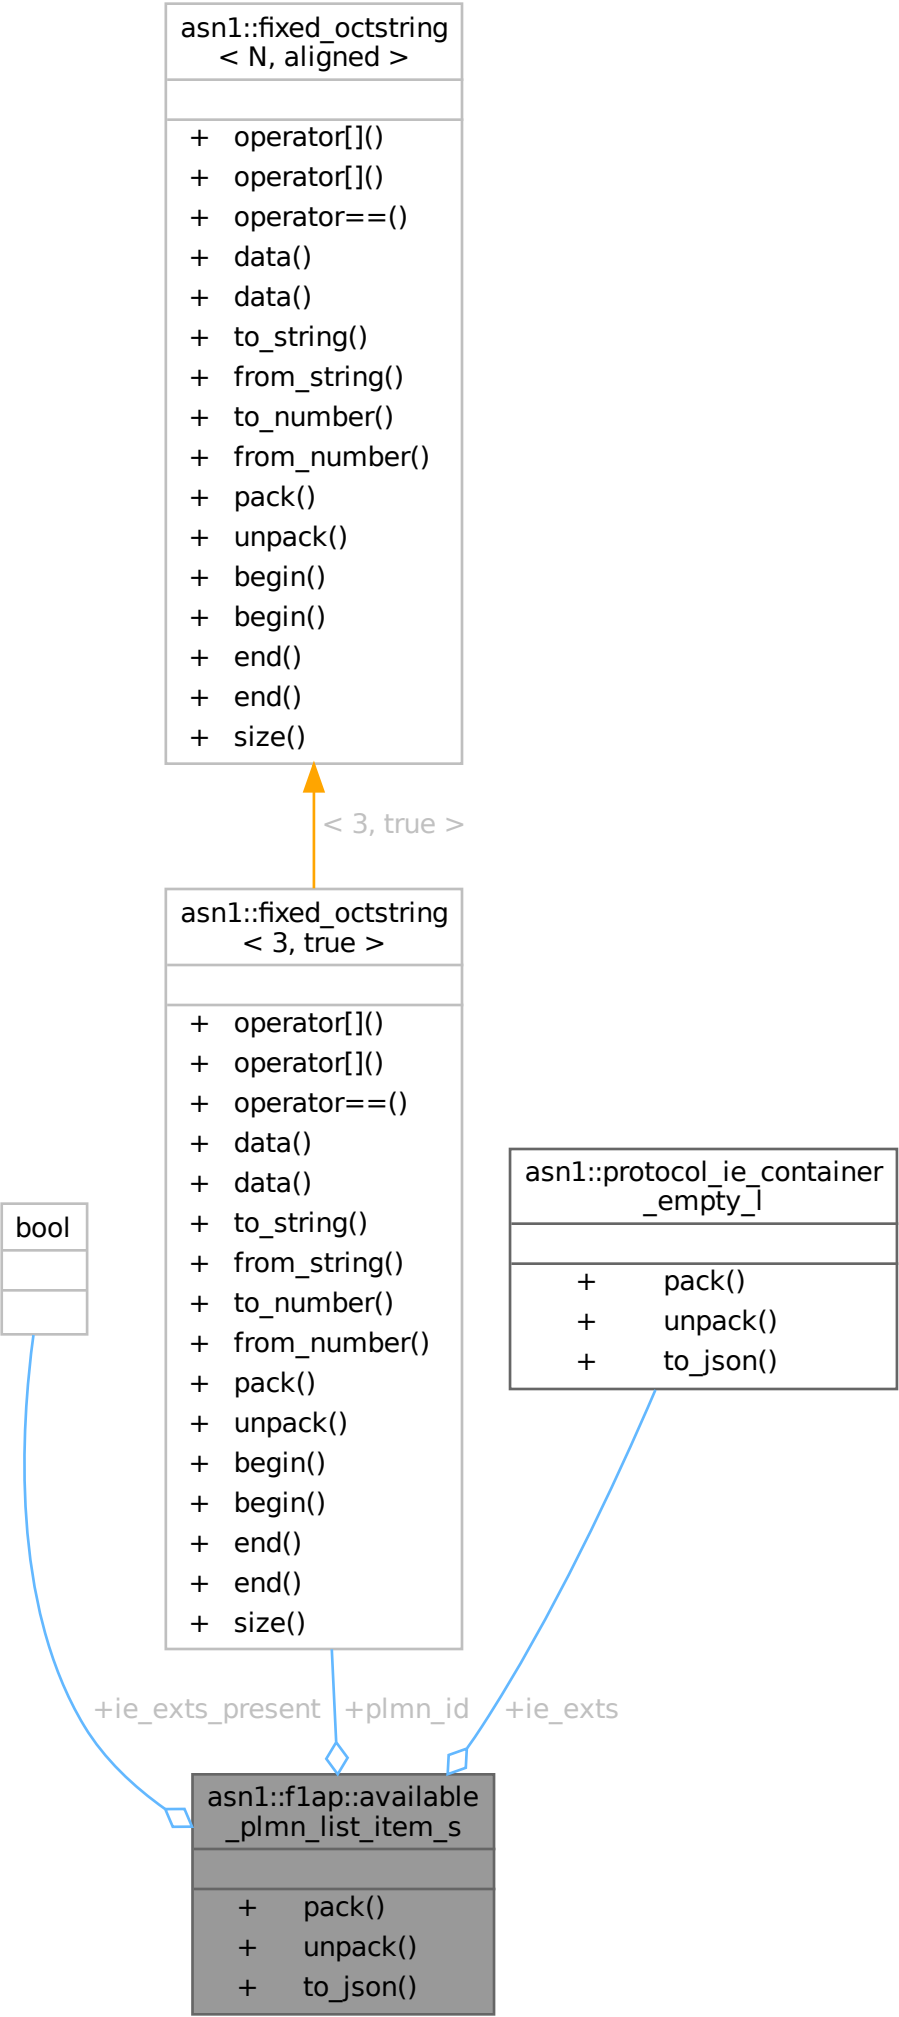 asn1::fixed_octstring
< N, aligned >
+ operator[]()
+ operator[]()
+ operator==()
+ data()
+ data()
+ to_string()
+ from_string()
+ to_number()
+ from_number()
+ pack()
+ unpack()
+ begin()
+ begin()
+ end()
+ end()
+ size()
< 3, true >
asn1::fixed_octstring
< 3, true >
+ operator[]()
+ operator[]()
+ operator==()
+ data()
+ data()
+ to_string()
+ from_string()
+ to_number()
+ from_number()
+ pack()
+ unpack()
+ begin()
+ begin()
+ end()
+ end()
+ size()
asn1::protocol_ie_container
_empty_l
+ pack()
+ unpack()
+ to_json()
bool
+ie_exts_present
+plmn_id
+ie_exts
asn1::f1ap::available
_plmn_list_item_s
+ pack()
+ unpack()
+ to_json()